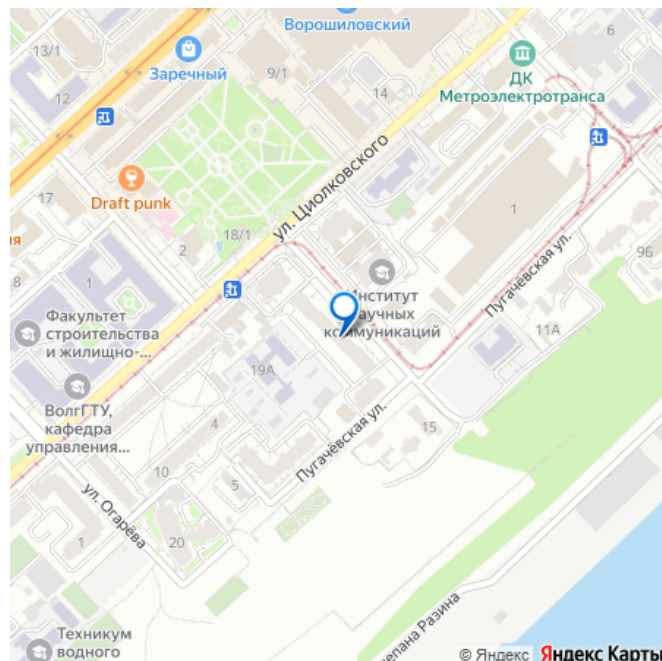 13/1
Ворошиловский
Заречный
9/1
6
12
14
ДК
Метроэлектротранса
17
Draft punk
ул. Циолковского
1
18/1
2
ия
8
1
9Б
Пугачёвская ул.
Институт
научных
коммуникаций
11А
Факультет
строительства
и жилищно-...
19А
ВолгГТУ,
кафедра
управления...
4
Пугачёвская ул.
15
10
5
ул. Огарёва
1
20
Техникум
водного
епана Разина
© Яндекс Яндекс Карты